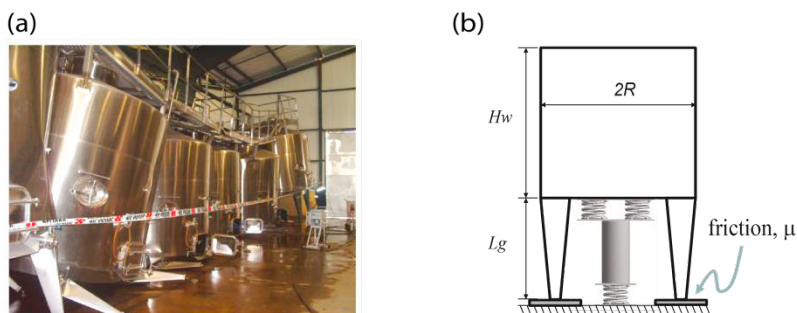 (a)
(b)
2R
Hw
Lg
friction, μ